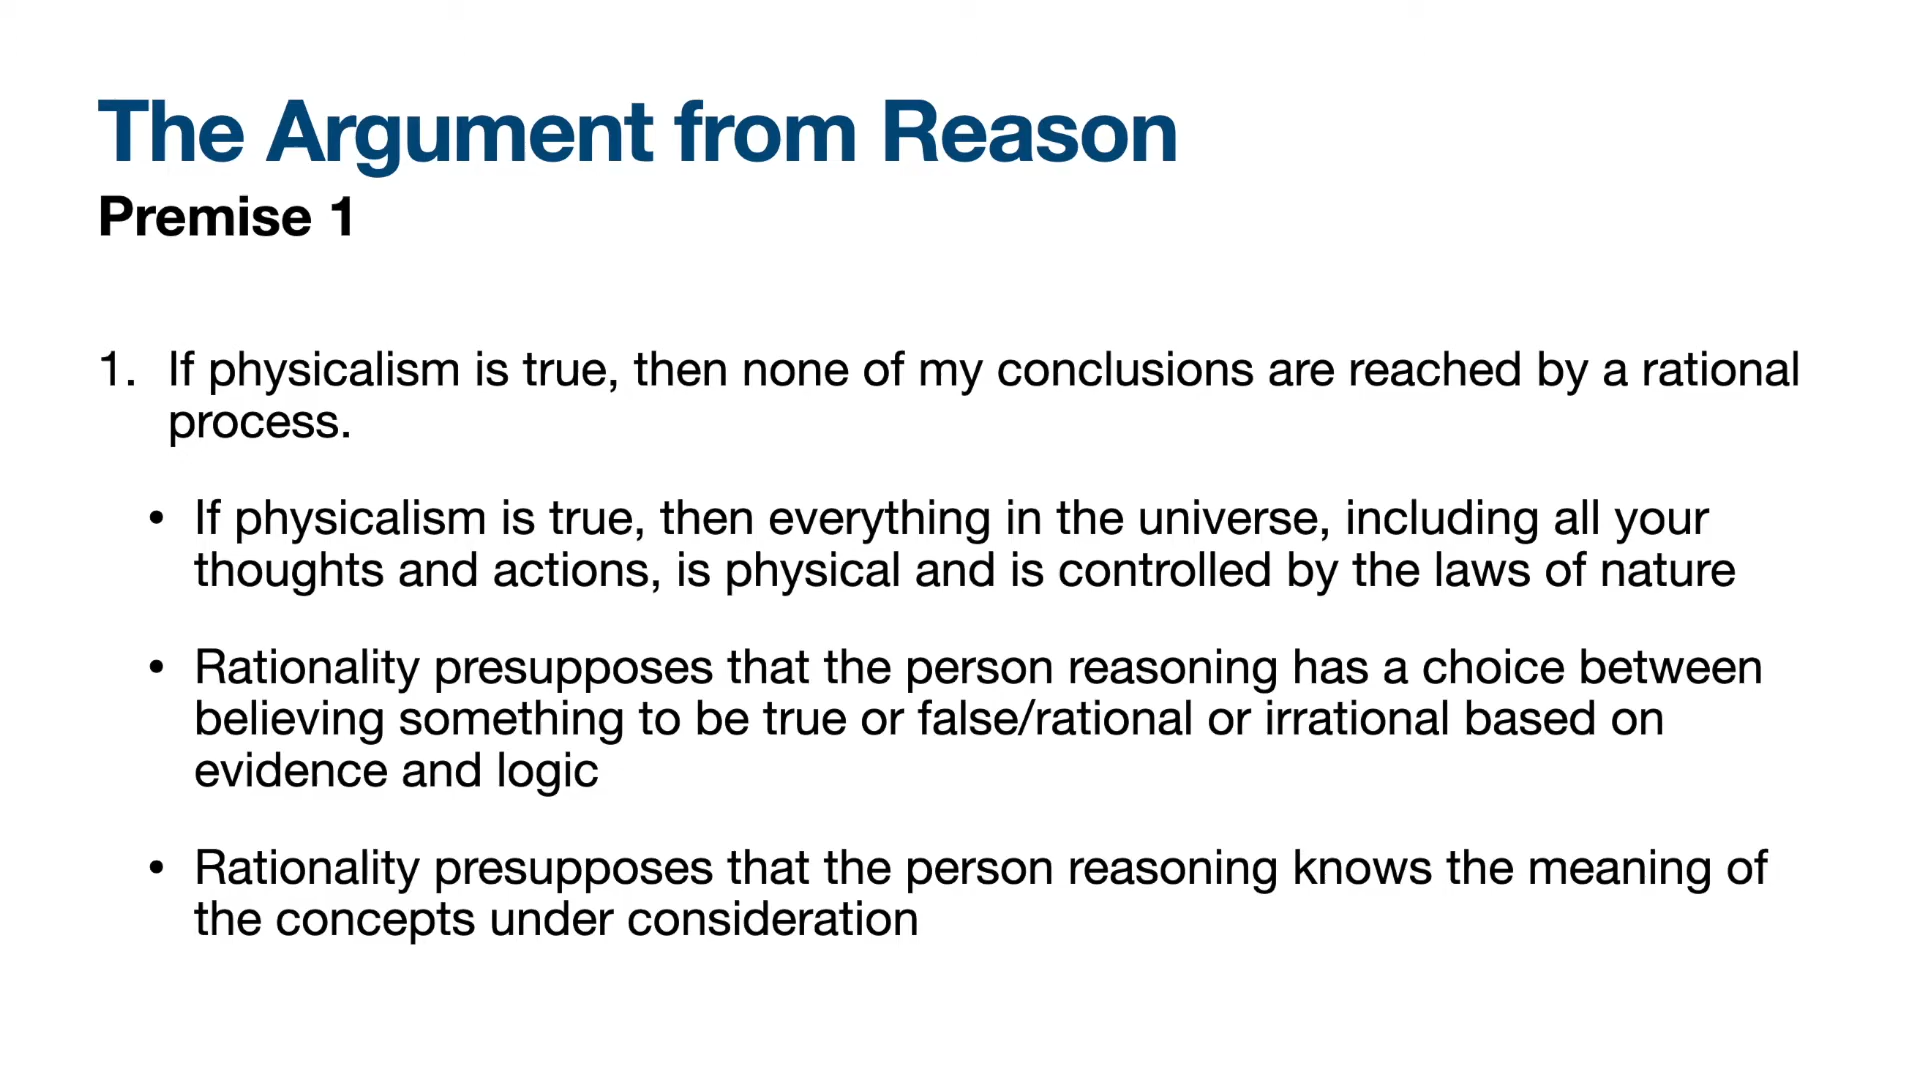 The Argument from Reason
Premise 1
1. If physicalism is true, then none of my conclusions are reached by a rational
process.
• If physicalism is true, then everything in the universe, including all your
thoughts and actions, is physical and is controlled by the laws of nature
• Rationality presupposes that the person reasoning has a choice between
believing something to be true or false/rational or irrational based on
evidence and logic
• Rationality presupposes that the person reasoning knows the meaning of
the concepts under consideration